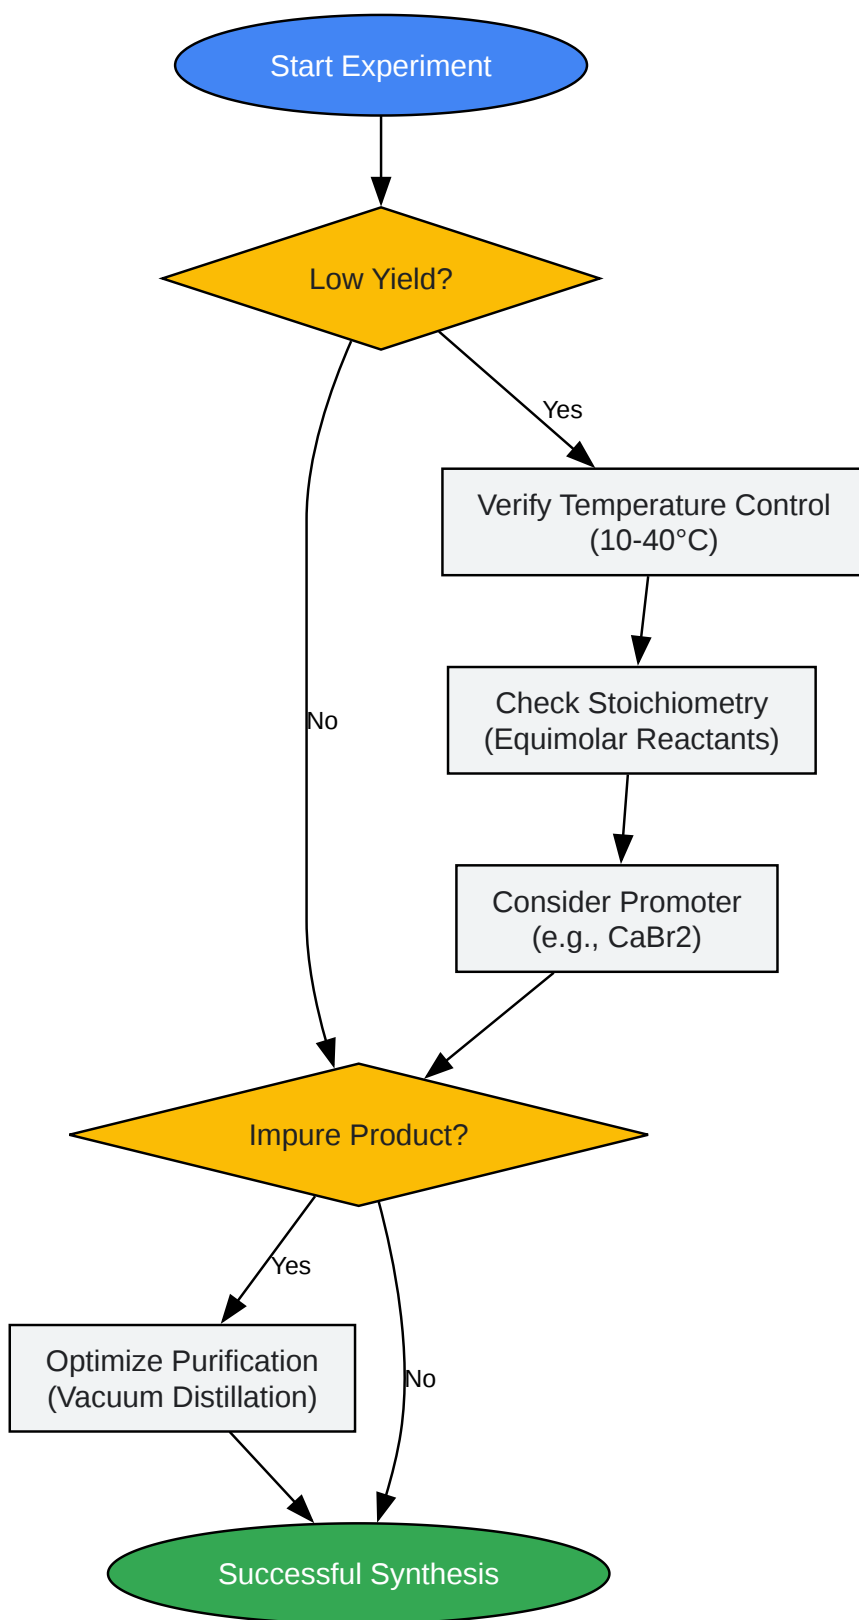 Start Experiment
Low Yield?
Yes
Verify Temperature Control
(10-40°C)
No
Check Stoichiometry
(Equimolar Reactants)
Consider Promoter
(e.g., CaBr2)
Impure Product?
Yes
Optimize Purification
(Vacuum Distillation)
No
Successful Synthesis